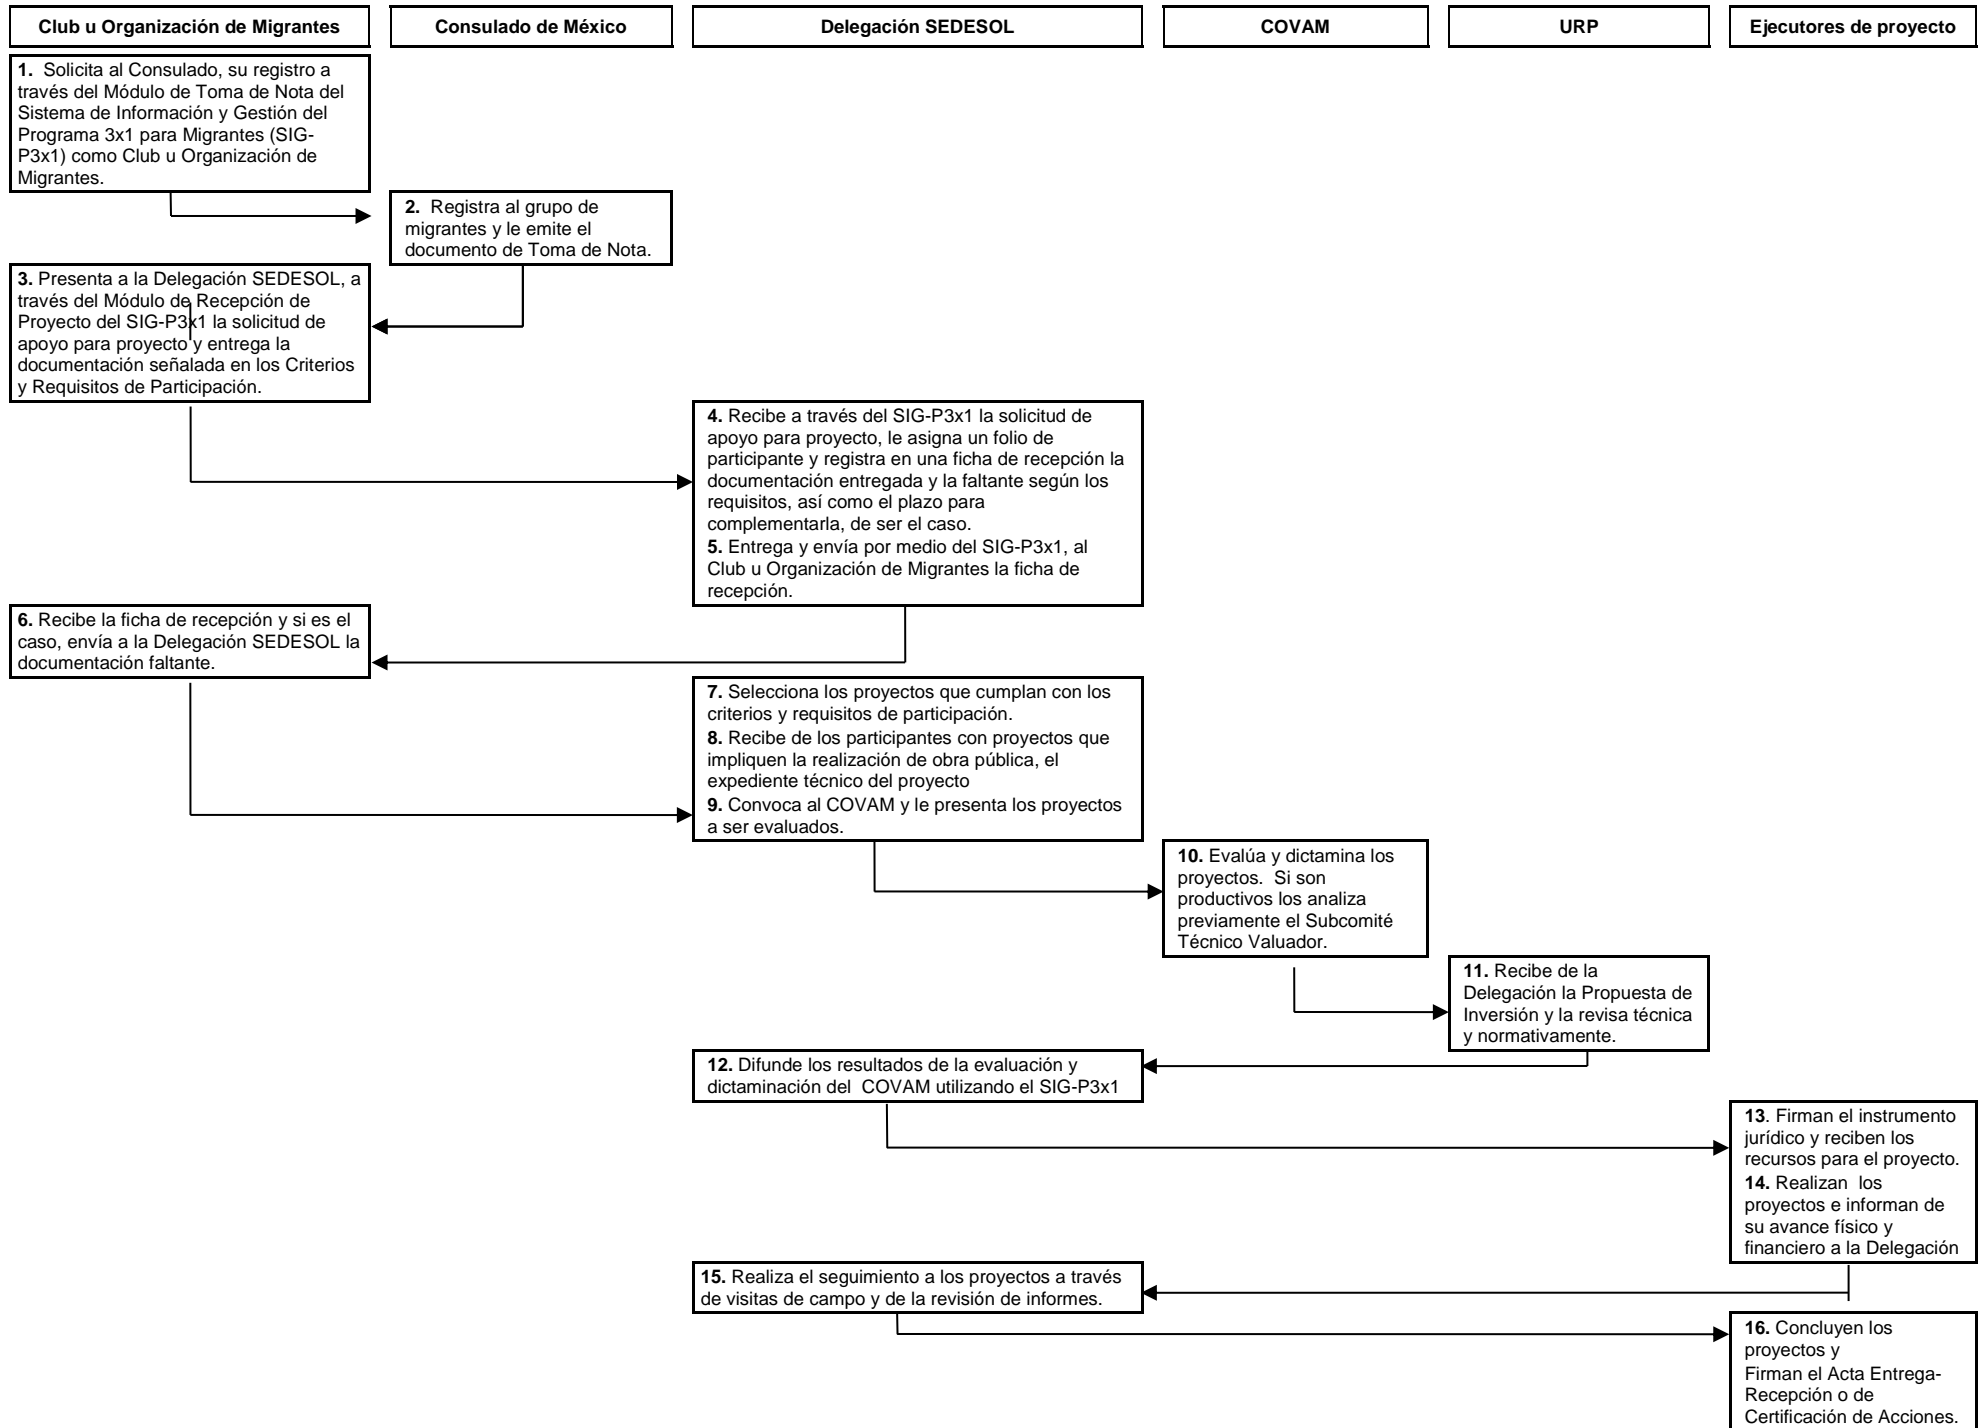 Club u Organización de Migrantes
Consulado de México
Delegación SEDESOL
COVAM
URP
Ejecutores de proyecto
1. Solicita al Consulado, su registro a
través del Módulo de Toma de Nota del
Sistema de Información y Gestión del
Programa 3x1 para Migrantes (SIG-
P3x1) como Club u Organización de
Migrantes.
2. Registra al grupo de
migrantes y le emite el
documento de Toma de Nota.
3. Presenta a la Delegación SEDESOL, a
través del Módulo de Recepción de
Proyecto del SIG-P3x1 la solicitud de
apoyo para proyecto y entrega la
documentación señalada en los Criterios
y Requisitos de Participación.
4. Recibe a través del SIG-P3x1 la solicitud de
apoyo para proyecto, le asigna un folio de
participante y registra en una ficha de recepción la
documentación entregada y la faltante según los
requisitos, así como el plazo para
complementarla, de ser el caso.
5. Entrega y envía por medio del SIG-P3x1, al
Club u Organización de Migrantes la ficha de
recepción.
6. Recibe la ficha de recepción y si es el
caso, envía a la Delegación SEDESOL la
documentación faltante.
7. Selecciona los proyectos que cumplan con los
criterios y requisitos de participación.
8. Recibe de los participantes con proyectos que
impliquen la realización de obra pública, el
expediente técnico del proyecto
9. Convoca al COVAM y le presenta los proyectos
a ser evaluados.
10. Evalúa y dictamina los
proyectos. Si son
productivos los analiza
previamente el Subcomité
Técnico Valuador.
11. Recibe de la
Delegación la Propuesta de
Inversión y la revisa técnica
y normativamente.
12. Difunde los resultados de la evaluación y
dictaminación del COVAM utilizando el SIG-P3x1
13. Firman el instrumento
jurídico y reciben los
recursos para el proyecto.
14. Realizan los
proyectos e informan de
su avance físico y
financiero a la Delegación
15. Realiza el seguimiento a los proyectos a través
de visitas de campo y de la revisión de informes.
16. Concluyen los
proyectos y
Firman el Acta Entrega-
Recepción o de
Certificación de Acciones.